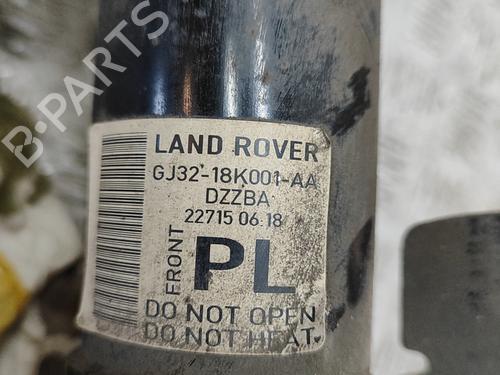 B-PARTS
LAND ROVER
GJ32-18K001-AA
DZZBA
22715 06.18
FRONT
PL
DO NOT OPEN
DO NOT HEAT